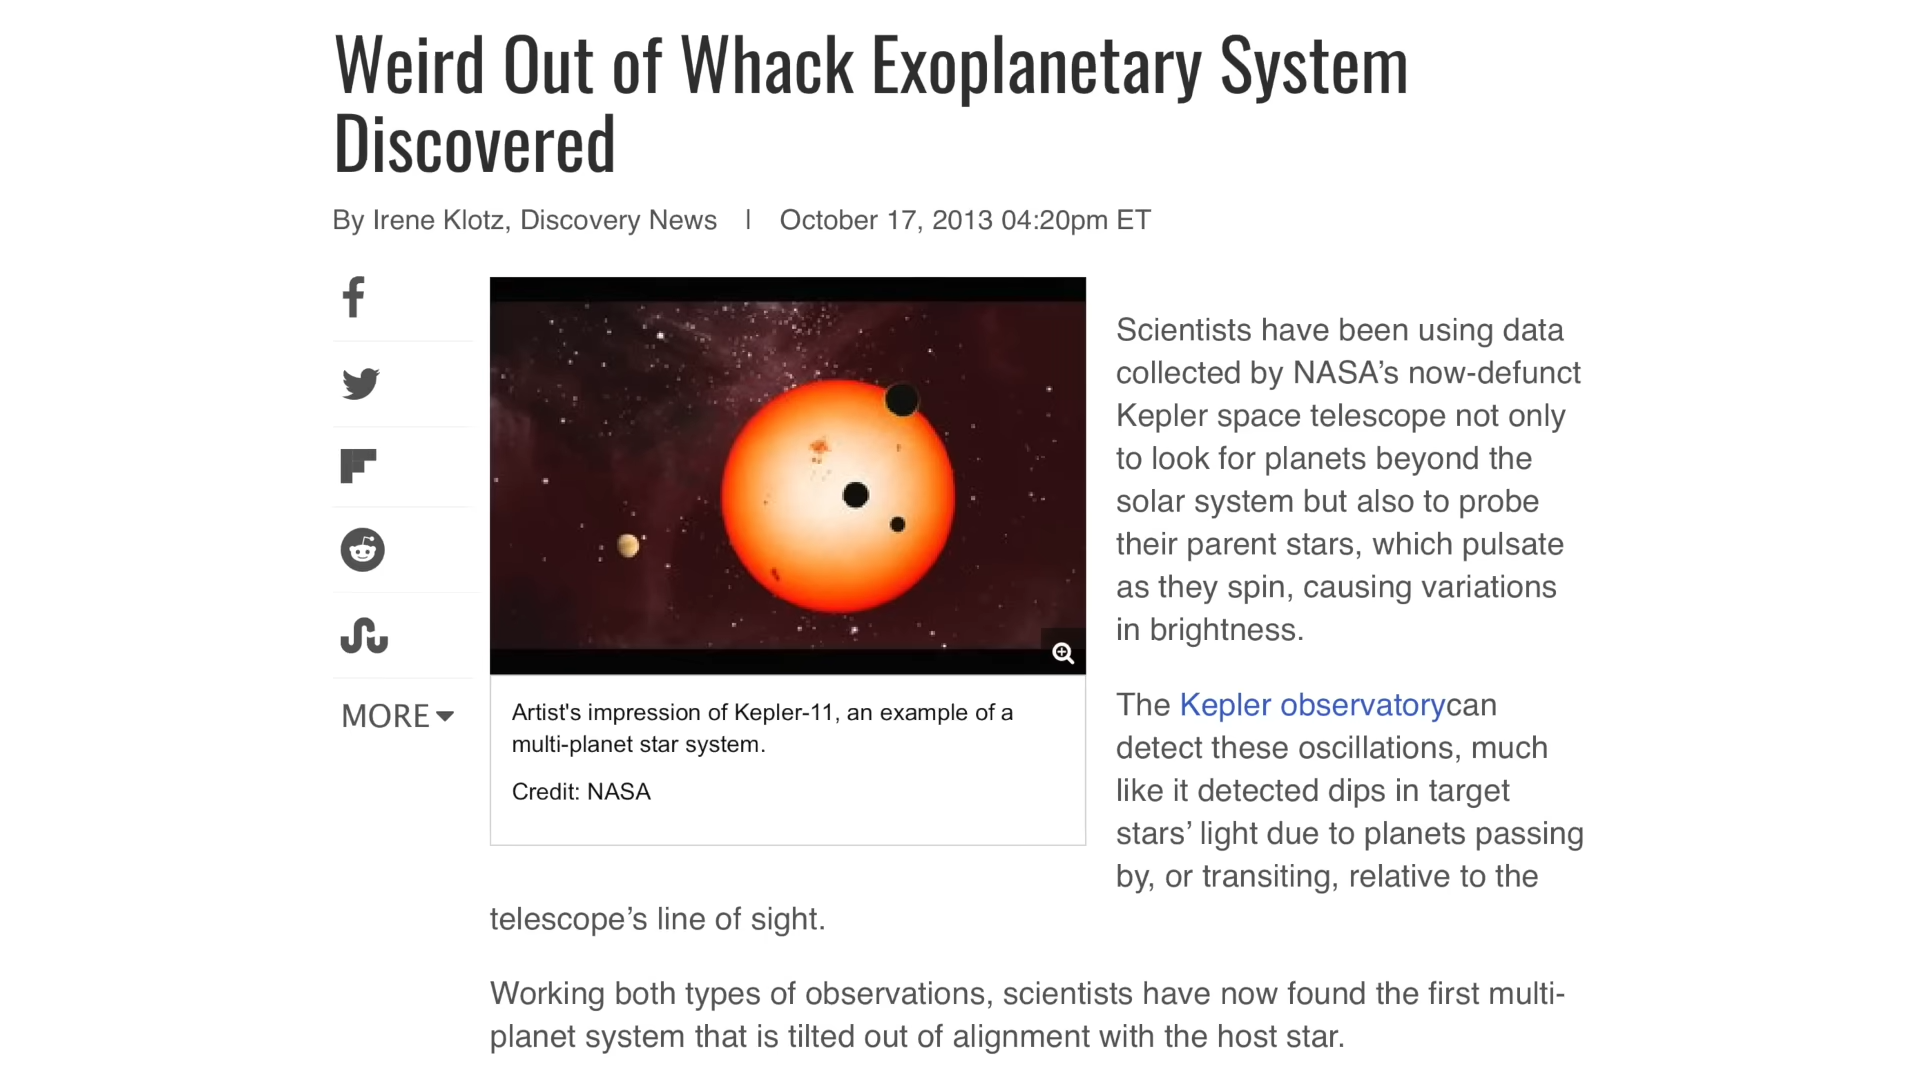 Weird Out of Whack Exoplanetary System
Discovered
By Irene Klotz, Discovery News | October 17, 2013 04:20pm ET
MORE
Artist's impression of Kepler-11, an example of a
multi-planet star system.
Credit: NASA
Scientists have been using data
collected by NASA’s now-defunct
Kepler space telescope not only
to look for planets beyond the
solar system but also to probe
their parent stars, which pulsate
as they spin, causing variations
in brightness.
The Kepler observatorycan
detect these oscillations, much
like it detected dips in target
stars’ light due to planets passing
by, or transiting, relative to the
telescope’s line of sight.
Working both types of observations, scientists have now found the first multi-
planet system that is tilted out of alignment with the host star.